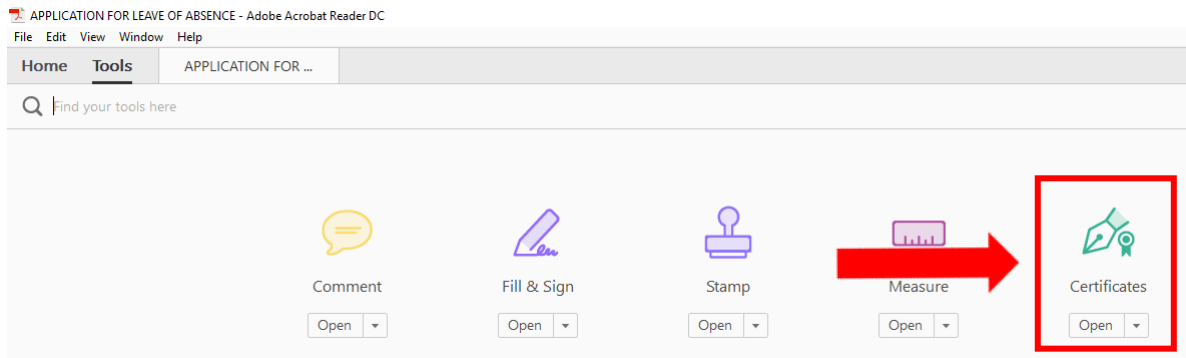 APPLICATION FOR LEAVE OF ABSENCE - Adobe Acrobat Reader DC
File Edit View Window Help
Home Tools APPLICATION FOR ...
Find your tools here
Comment Fill & Sign Stamp Measure Certificates
Open Open Open Open Open